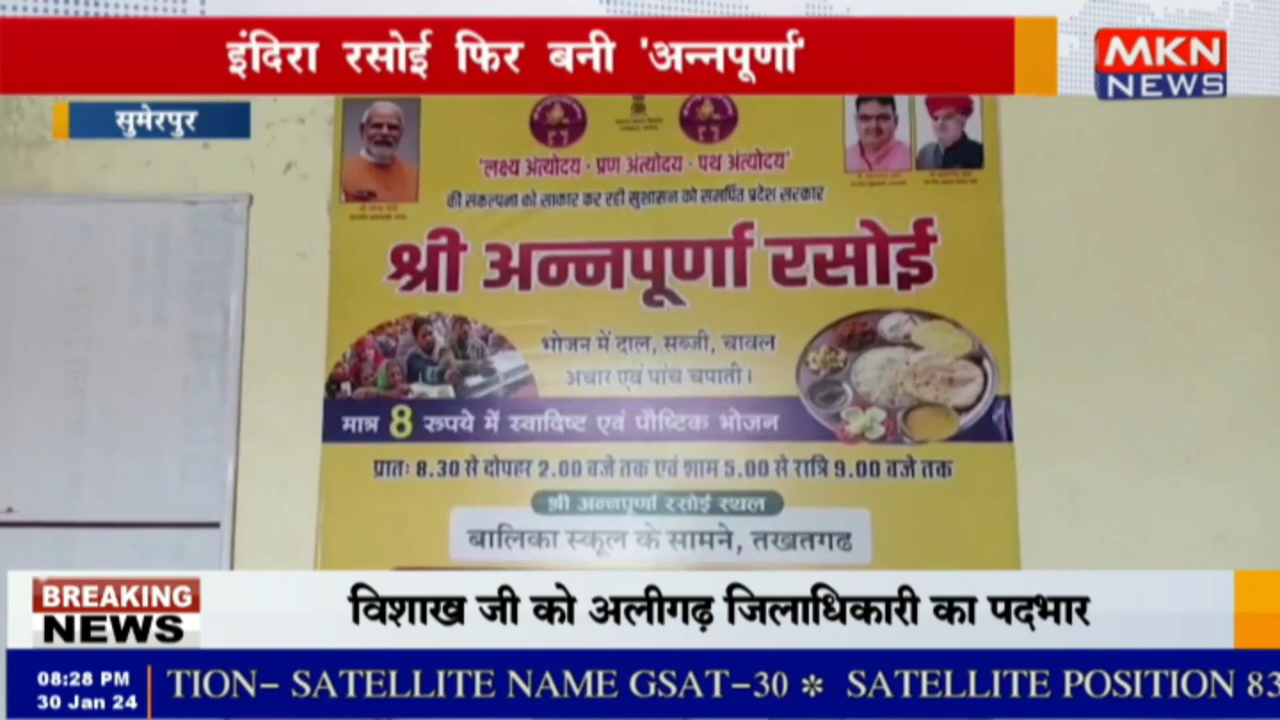 इंदिरा रसोई फिर बनी 'अन्नपूर्णा'
MKN
NEWS
सुमेरपुर
'लक्ष्य अंत्योदय - प्रण अंत्योदय - पथ अंत्योदय'
की संकल्पना को साकार कर रही सुशासन को समर्पित प्रदेश सरकार
श्री अन्नपूर्णा रसोई
भोजन में दाल, सब्जी, चावल
अचार एवं पांच चपाती।
मात्र 8 रुपये में स्वादिष्ट एवं पौष्टिक भोजन
प्रातः 8.30 से दोपहर 2.00 बजे तक एवं शाम 5.00 से रात्रि 9.00 बजे तक
श्री अन्नपूर्णा रसोई स्थल
बालिका स्कूल के सामने, तखतगढ
BREAKING
NEWS
विशाख जी को अलीगढ़ जिलाधिकारी का पदभार
08:28 PM
30 Jan 24
TION- SATELLITE NAME GSAT-30 * SATELLITE POSITION 83